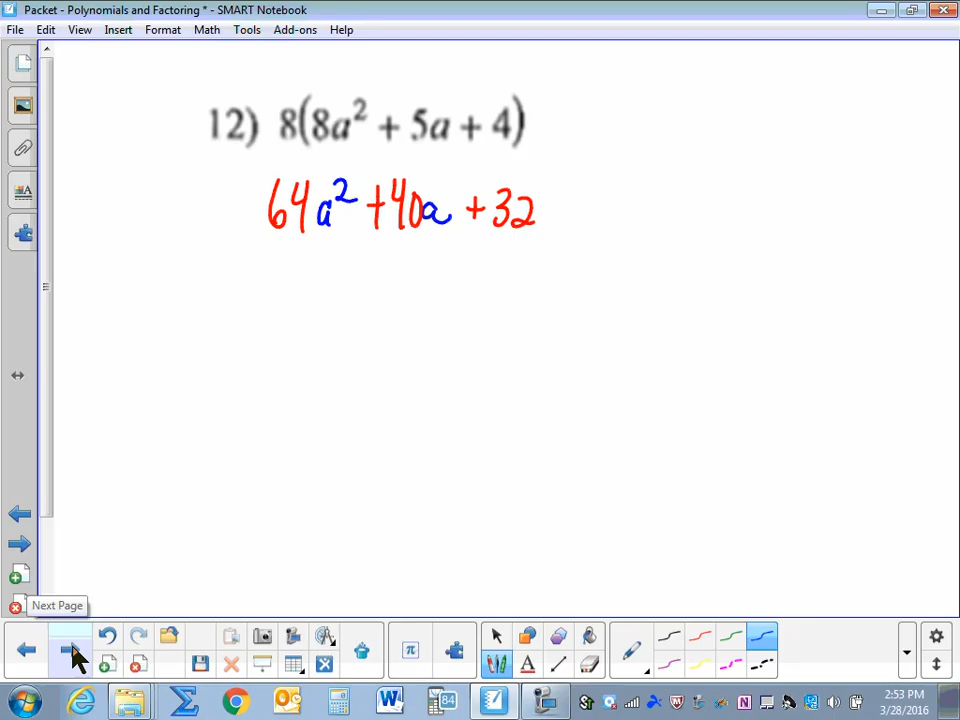 Packet - Polynomials and Factoring * - SMART Notebook
File Edit View Insert Format Math Tools Add-ons Help
12) 8(8a² + 5a + 4)
64a² + 40a + 32
Next Page
π
A
84
2:53 PM
3/28/2016